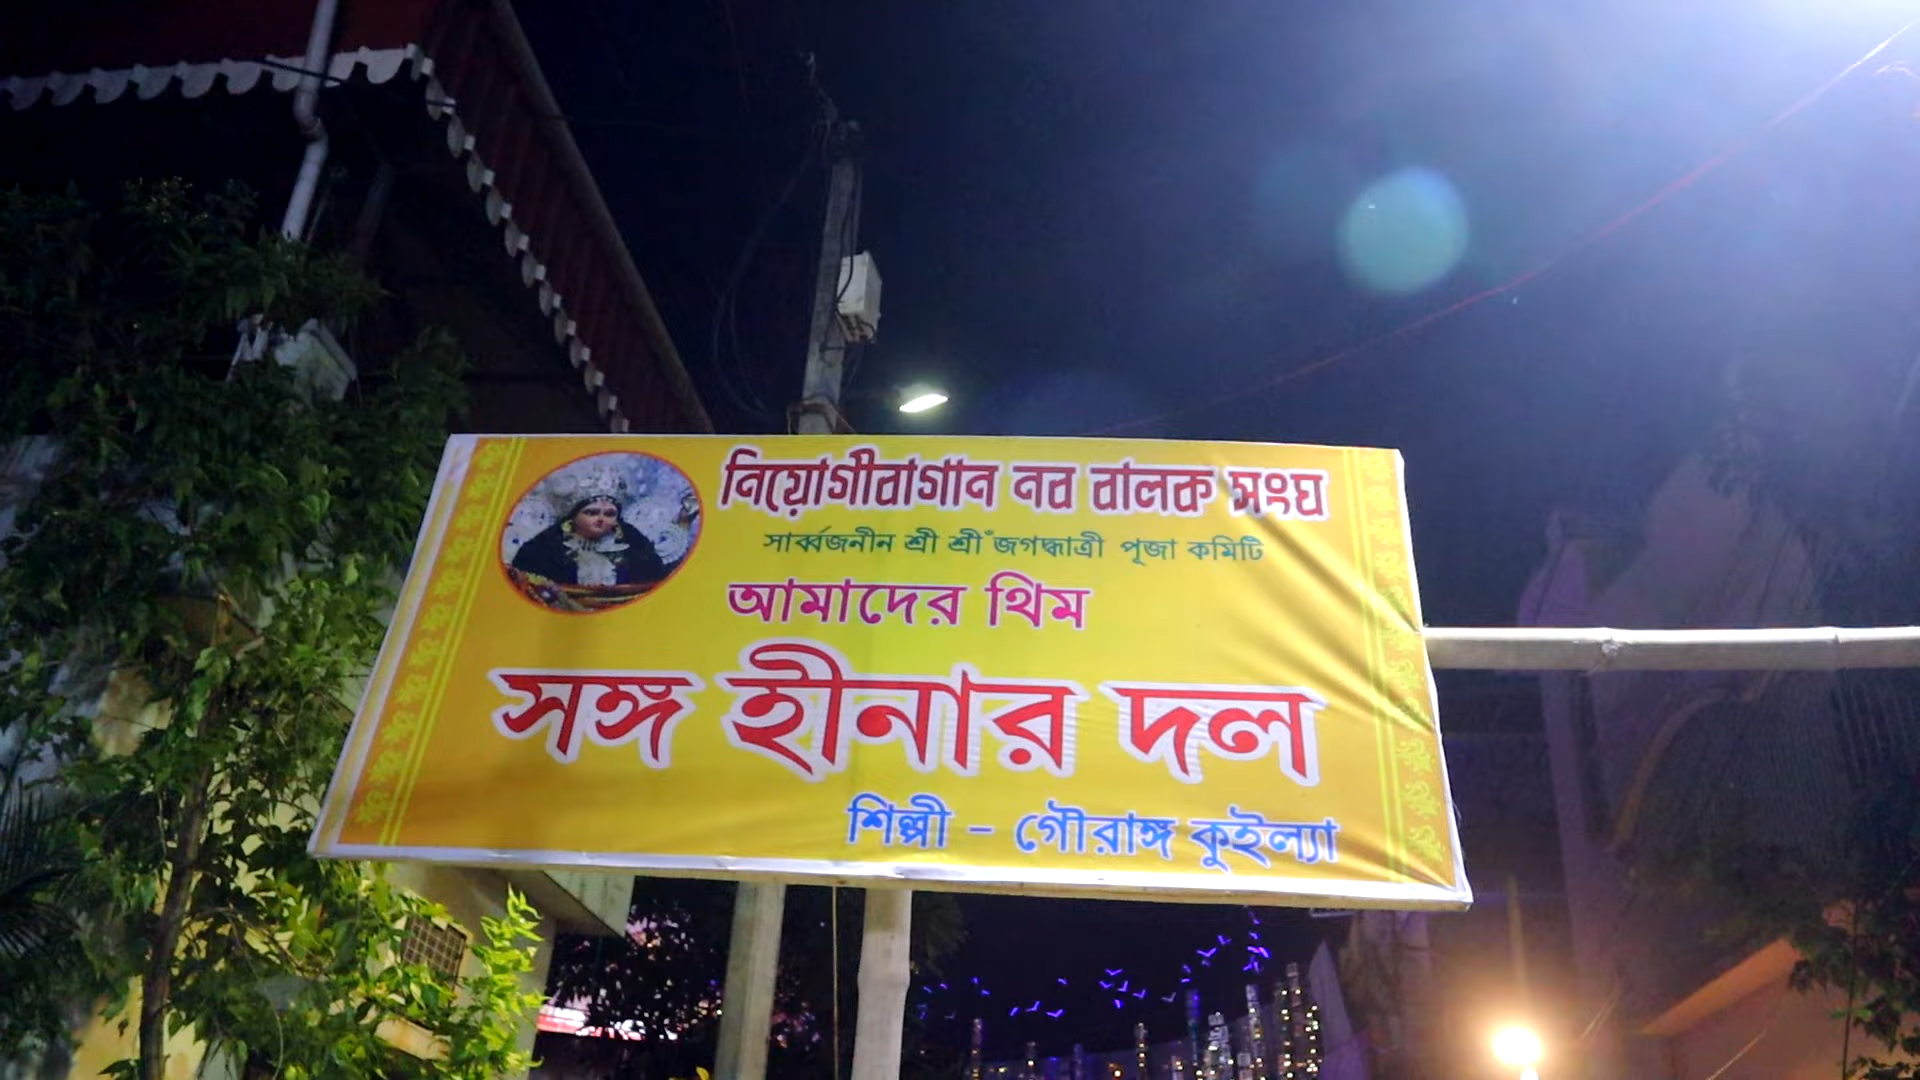 নিয়োগীবাগান নব বালক সংঘ
সার্ব্বজনীন শ্রী শ্রী ঁজগদ্ধাত্রী পূজা কমিটি
আমাদের থিম
সঙ্গ হীনার দল
শিল্পী - গৌরাঙ্গ কুইল্যা